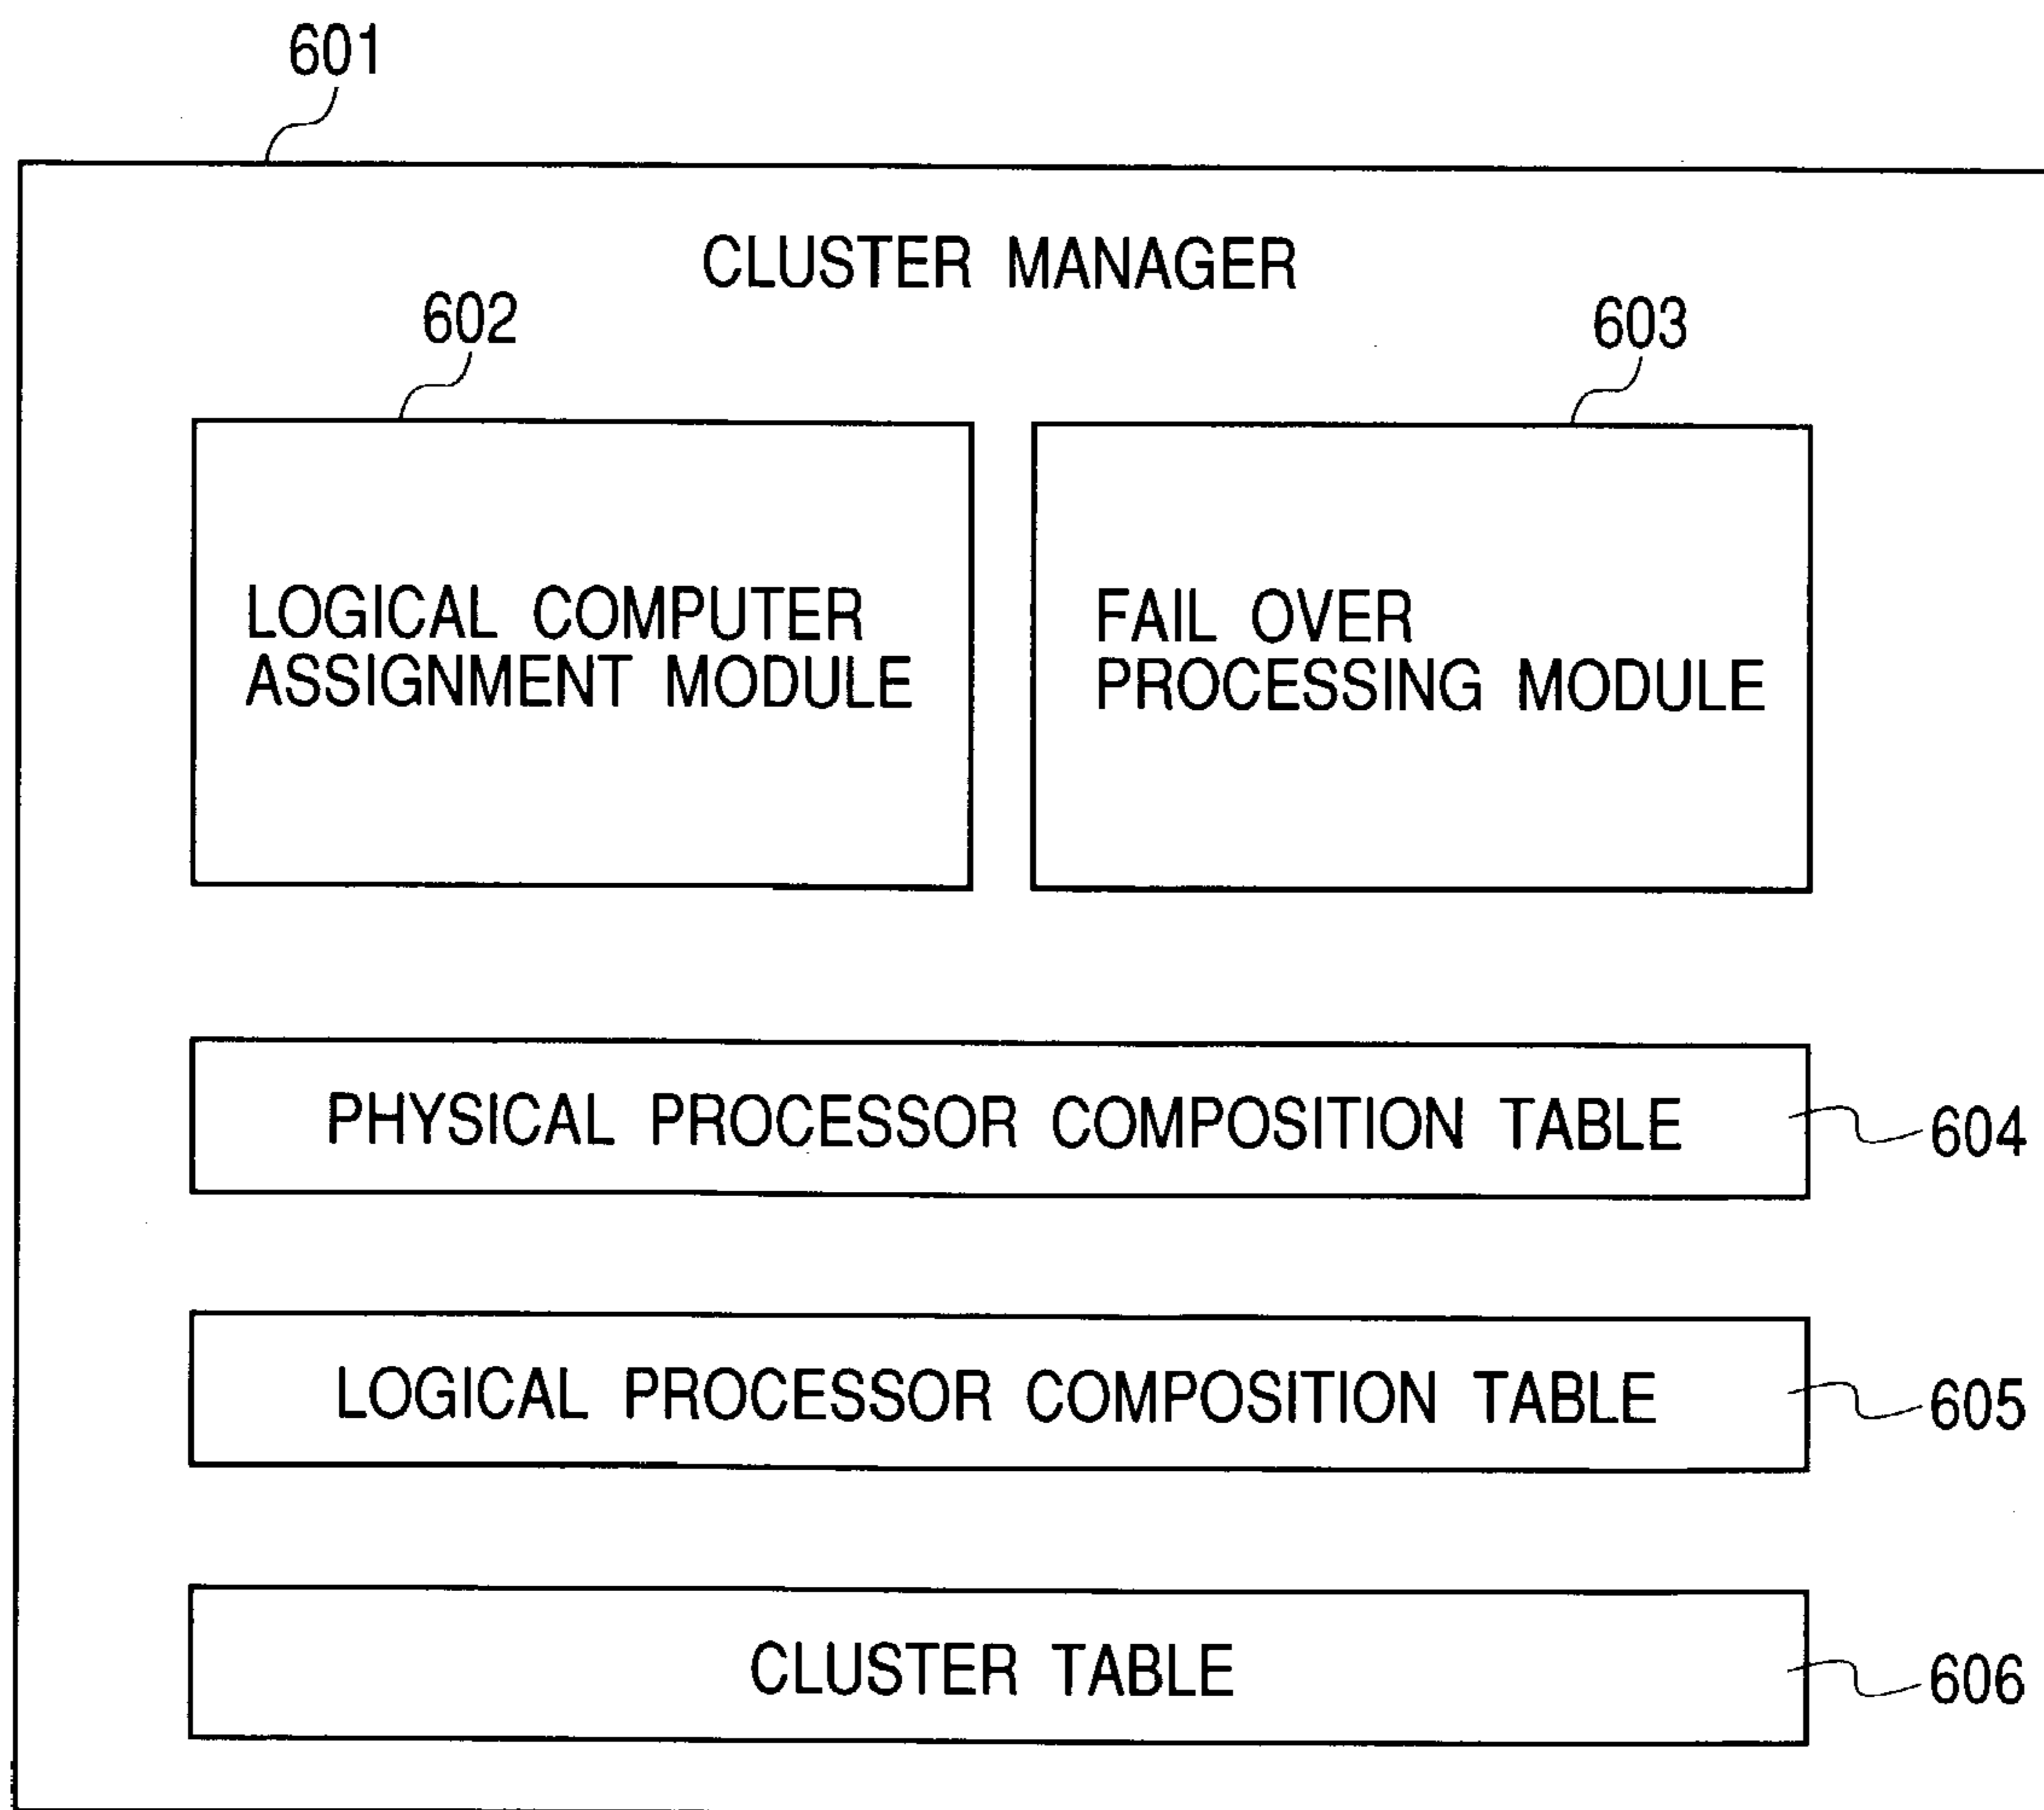 601
CLUSTER MANAGER
602
603
LOGICAL COMPUTER
ASSIGNMENT MODULE
FAIL OVER
PROCESSING MODULE
PHYSICAL PROCESSOR COMPOSITION TABLE
604
LOGICAL PROCESSOR COMPOSITION TABLE
605
CLUSTER TABLE
606